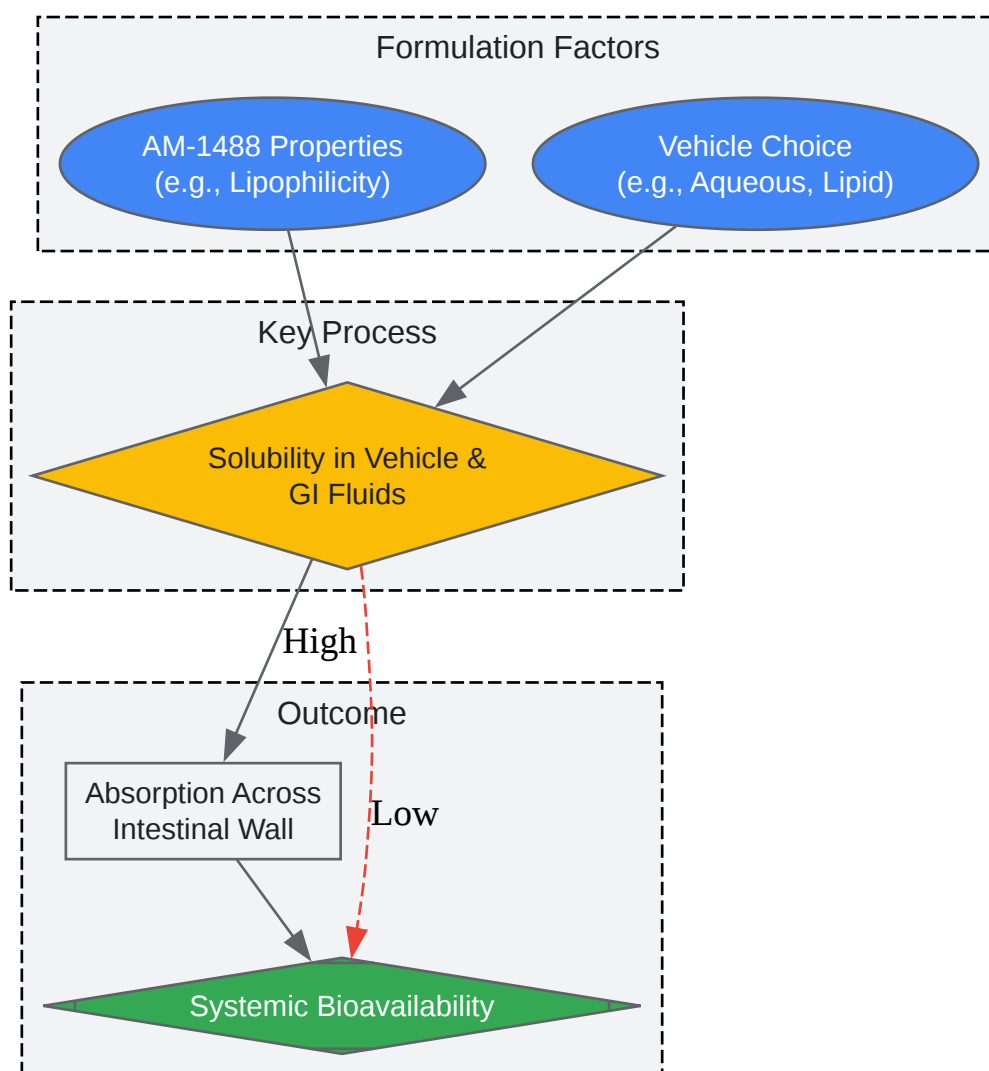 Formulation Factors
AM-1488 Properties
(e.g., Lipophilicity)
Vehicle Choice
(e.g., Aqueous, Lipid)
Key Process
Solubility in Vehicle &
GI Fluids
High
Outcome
Absorption Across
Intestinal Wall
Low
Systemic Bioavailability